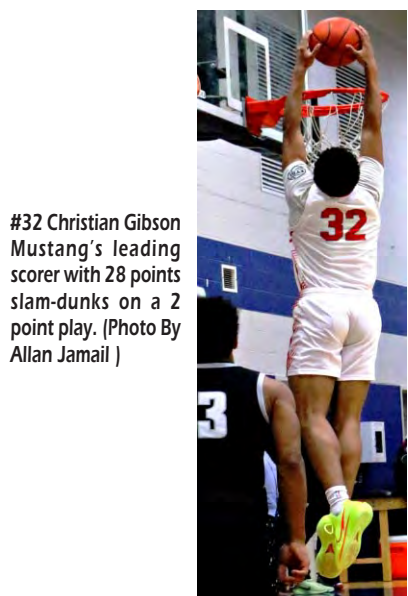 #32 Christian Gibson
Mustang's leading
scorer with 28 points
slam-dunks on a 2
point play. (Photo By
Allan Jamail )
32
3